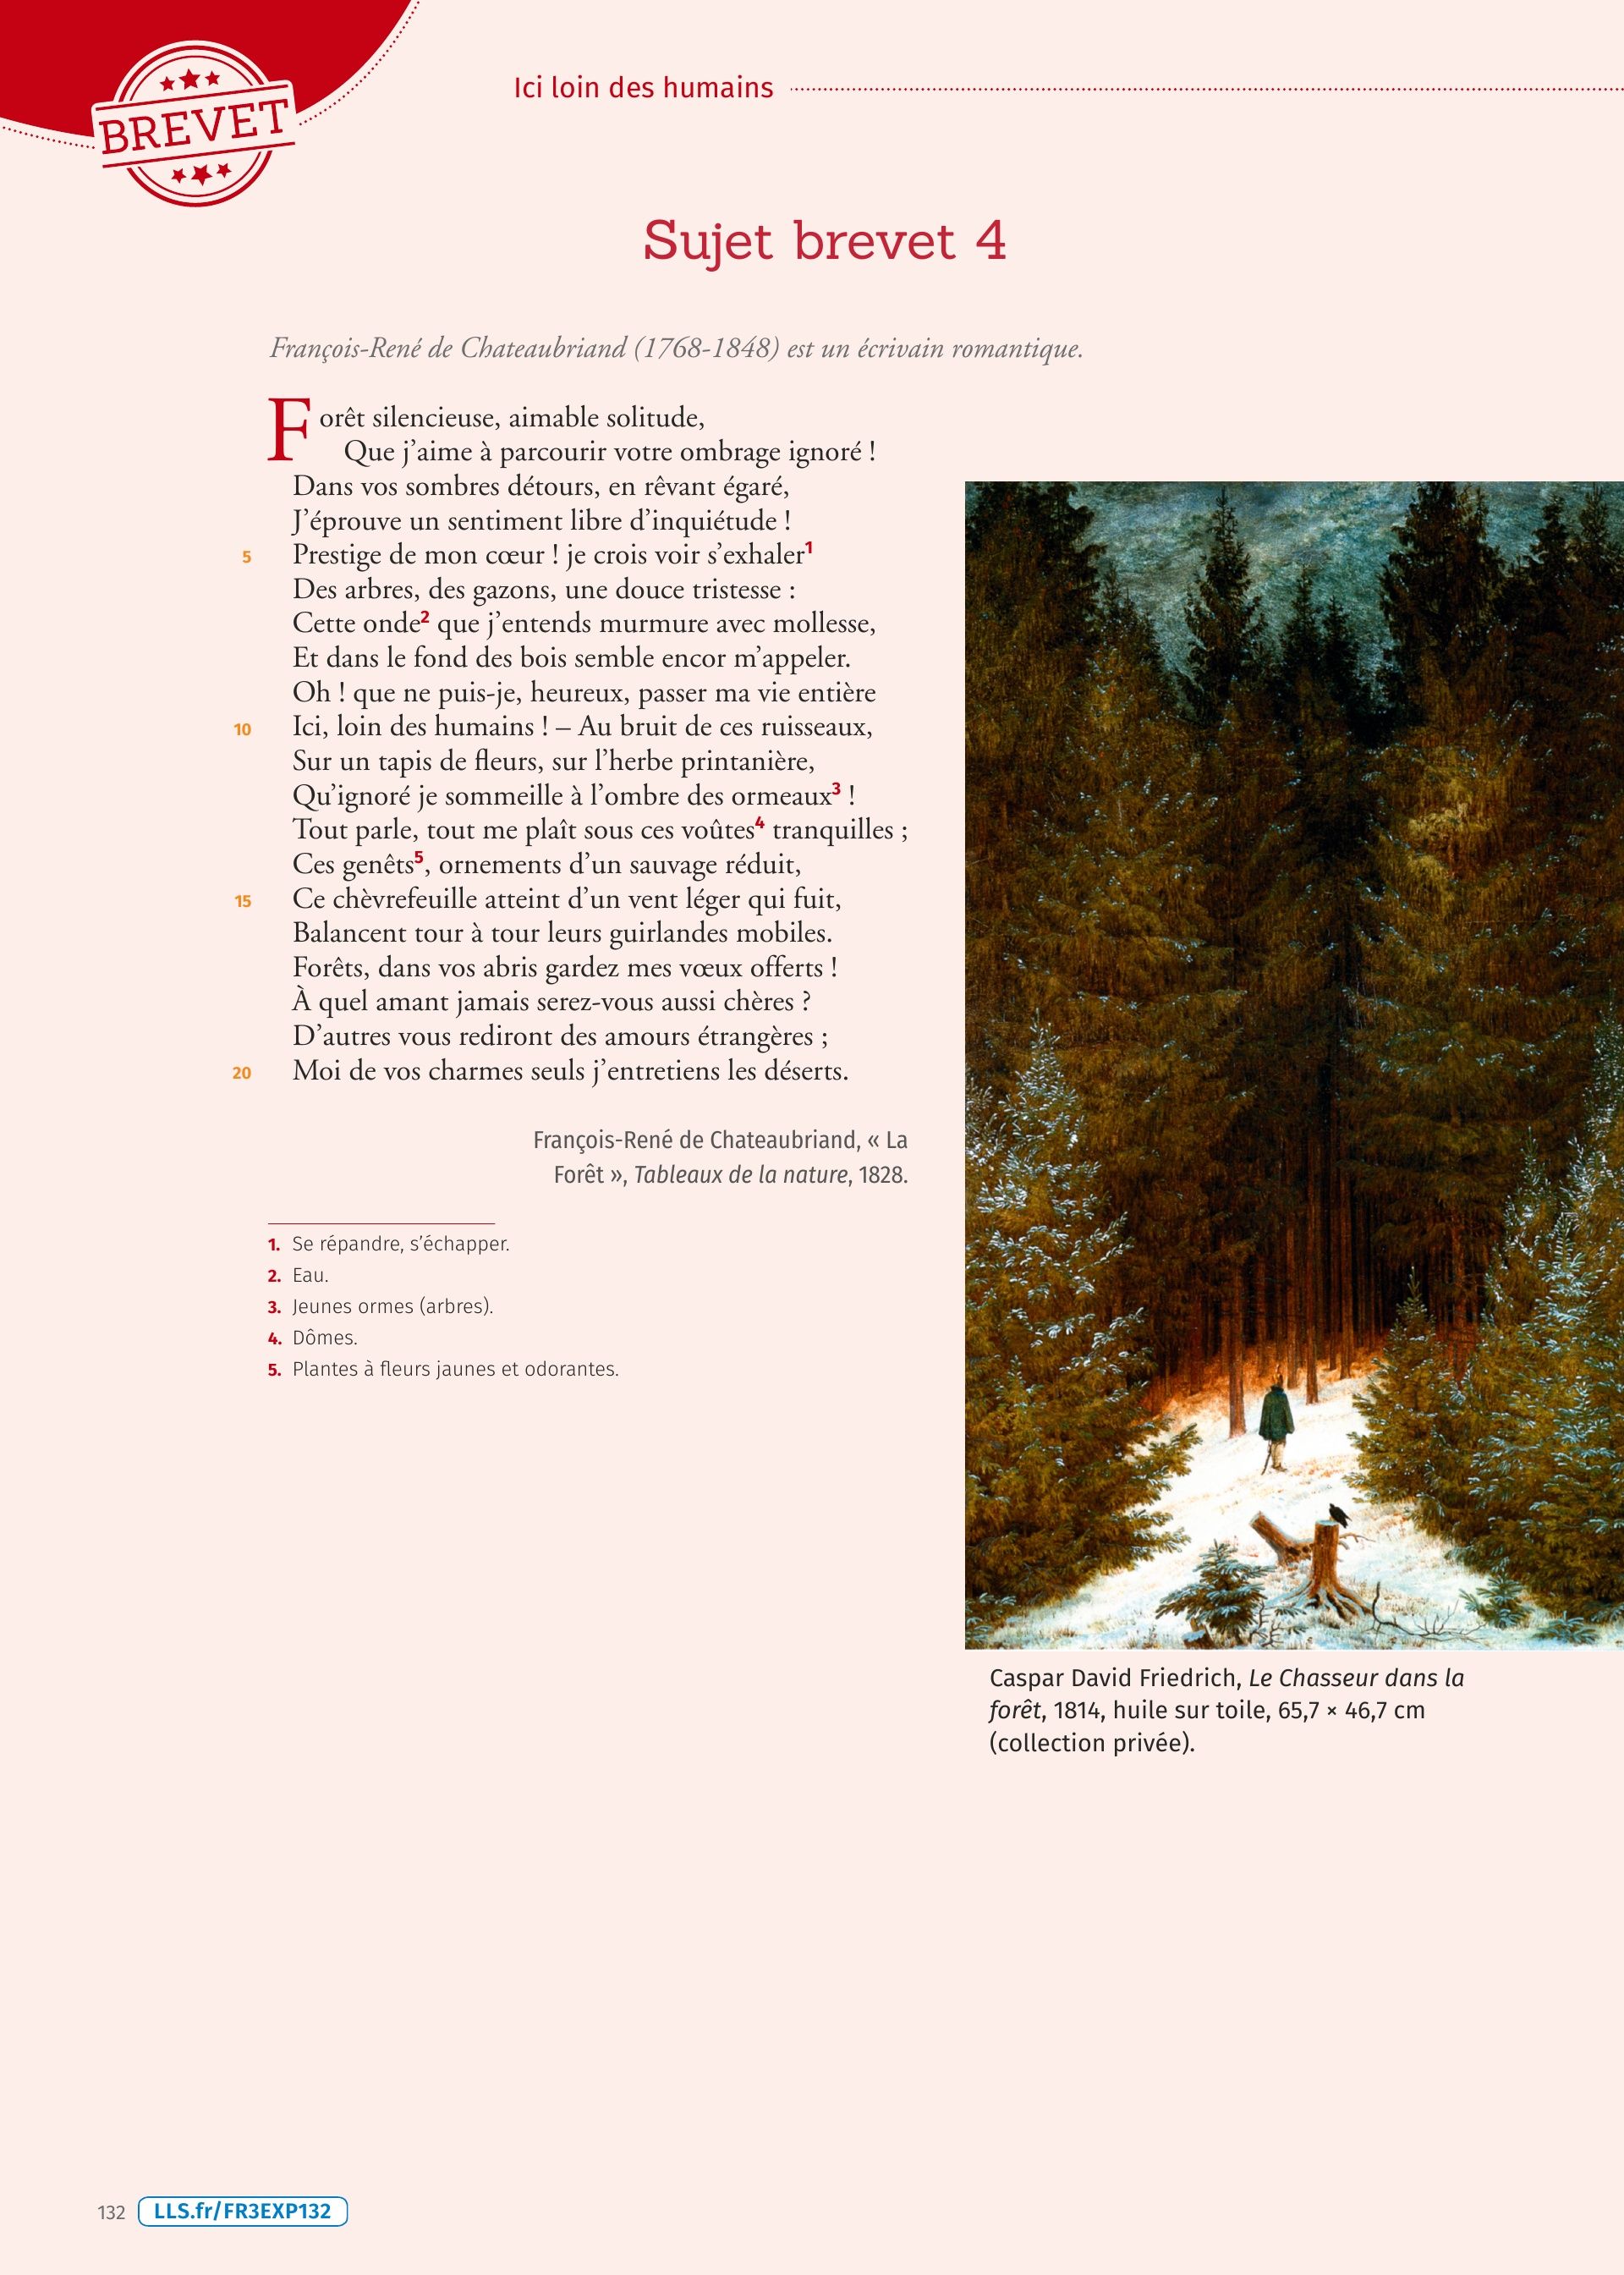 BREVET
Ici loin des humains
Sujet brevet 4
François-René de Chateaubriand (1768-1848) est un écrivain romantique.
Forêt silencieuse, aimable solitude,
Que j’aime à parcourir votre ombrage ignoré !
Dans vos sombres détours, en rêvant égaré,
J’éprouve un sentiment libre d’inquiétude !
5 Prestige de mon cœur ! je crois voir s’exhaler1
Des arbres, des gazons, une douce tristesse :
Cette onde2 que j’entends murmure avec mollesse,
Et dans le fond des bois semble encor m’appeler.
Oh ! que ne puis-je, heureux, passer ma vie entière
10 Ici, loin des humains ! – Au bruit de ces ruisseaux,
Sur un tapis de fleurs, sur l’herbe printanière,
Qu’ignoré je sommeille à l’ombre des ormeaux3 !
Tout parle, tout me plaît sous ces voûtes4 tranquilles ;
Ces genêts5, ornements d’un sauvage réduit,
15 Ce chèvrefeuille atteint d’un vent léger qui fuit,
Balancent tour à tour leurs guirlandes mobiles.
Forêts, dans vos abris gardez mes vœux offerts !
À quel amant jamais serez-vous aussi chères ?
D’autres vous rediront des amours étrangères ;
20 Moi de vos charmes seuls j’entretiens les déserts.
François-René de Chateaubriand, « La
Forêt », Tableaux de la nature, 1828.
1. Se répandre, s’échapper.
2. Eau.
3. Jeunes ormes (arbres).
4. Dômes.
5. Plantes à fleurs jaunes et odorantes.
Caspar David Friedrich, Le Chasseur dans la
forêt, 1814, huile sur toile, 65,7 × 46,7 cm
(collection privée).
132 LLS.fr/FR3EXP132